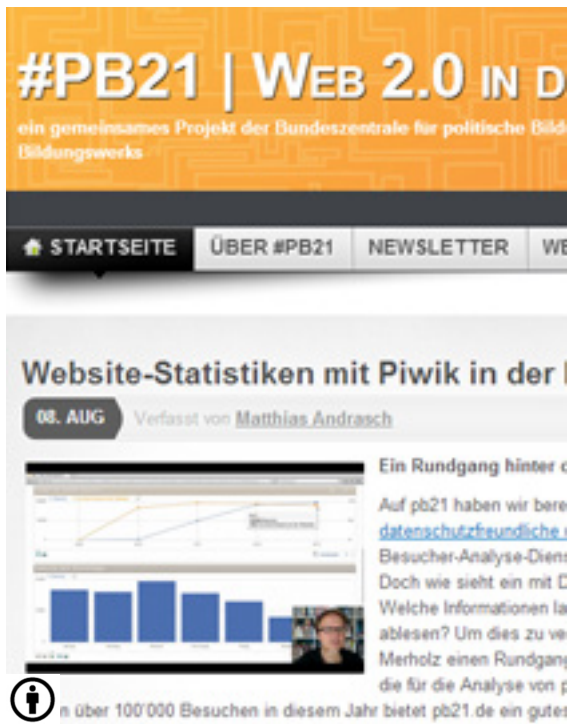 #PB21 | WEB 2.0 IN D
ein gemeinsames Projekt der Bundeszentrale für politische Bild
Bildungswerks
STARTSEITE ÜBER #PB21 NEWSLETTER WE
Website-Statistiken mit Piwik in der
08. AUG Verfasst von Matthias Andrasch
Ein Rundgang hinter d
Auf pb21 haben wir bere
datenschutzfreundliche
Besucher-Analyse-Diens
Doch wie sieht ein mit D
Welche Informationen la
ablesen? Um dies zu ve
Merholz einen Rundgang
die für die Analyse von p
n über 100'000 Besuchen in diesem Jahr bietet pb21.de ein gutes